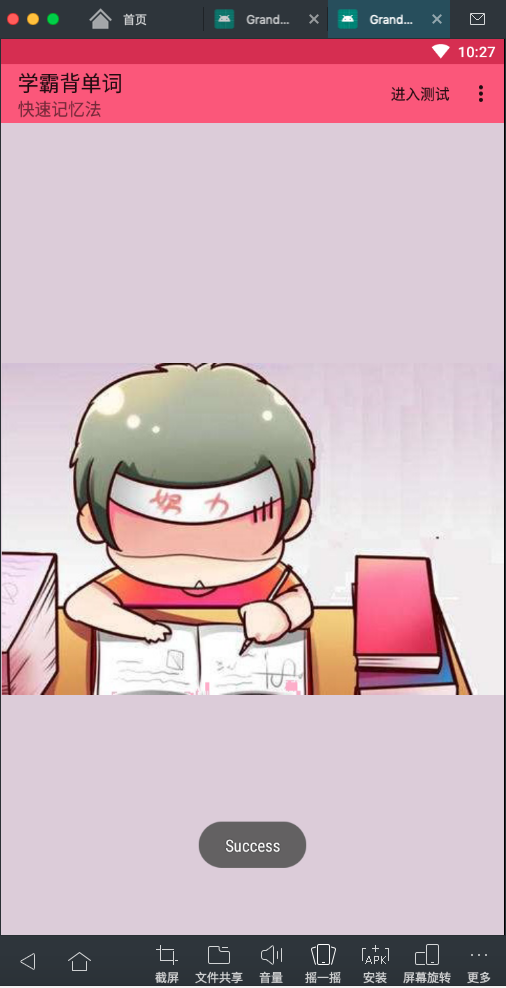 首页
Grand...
Grand...
10:27
学霸背单词
快速记忆法
进入测试
努 力
Success
APK
截屏 文件共享 音量 摇一摇 安装 屏幕旋转 更多